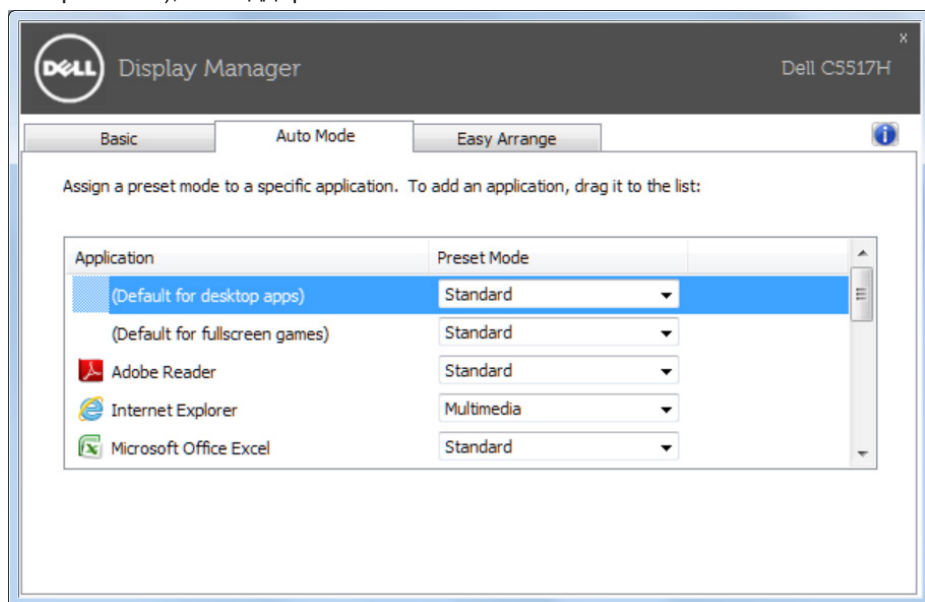 DELL Display Manager
x
Dell C5517H
Basic Auto Mode Easy Arrange
Assign a preset mode to a specific application. To add an application, drag it to the list:
Application Preset Mode
(Default for desktop apps) Standard
(Default for fullscreen games) Standard
Adobe Reader Standard
Internet Explorer Multimedia
Microsoft Office Excel Standard